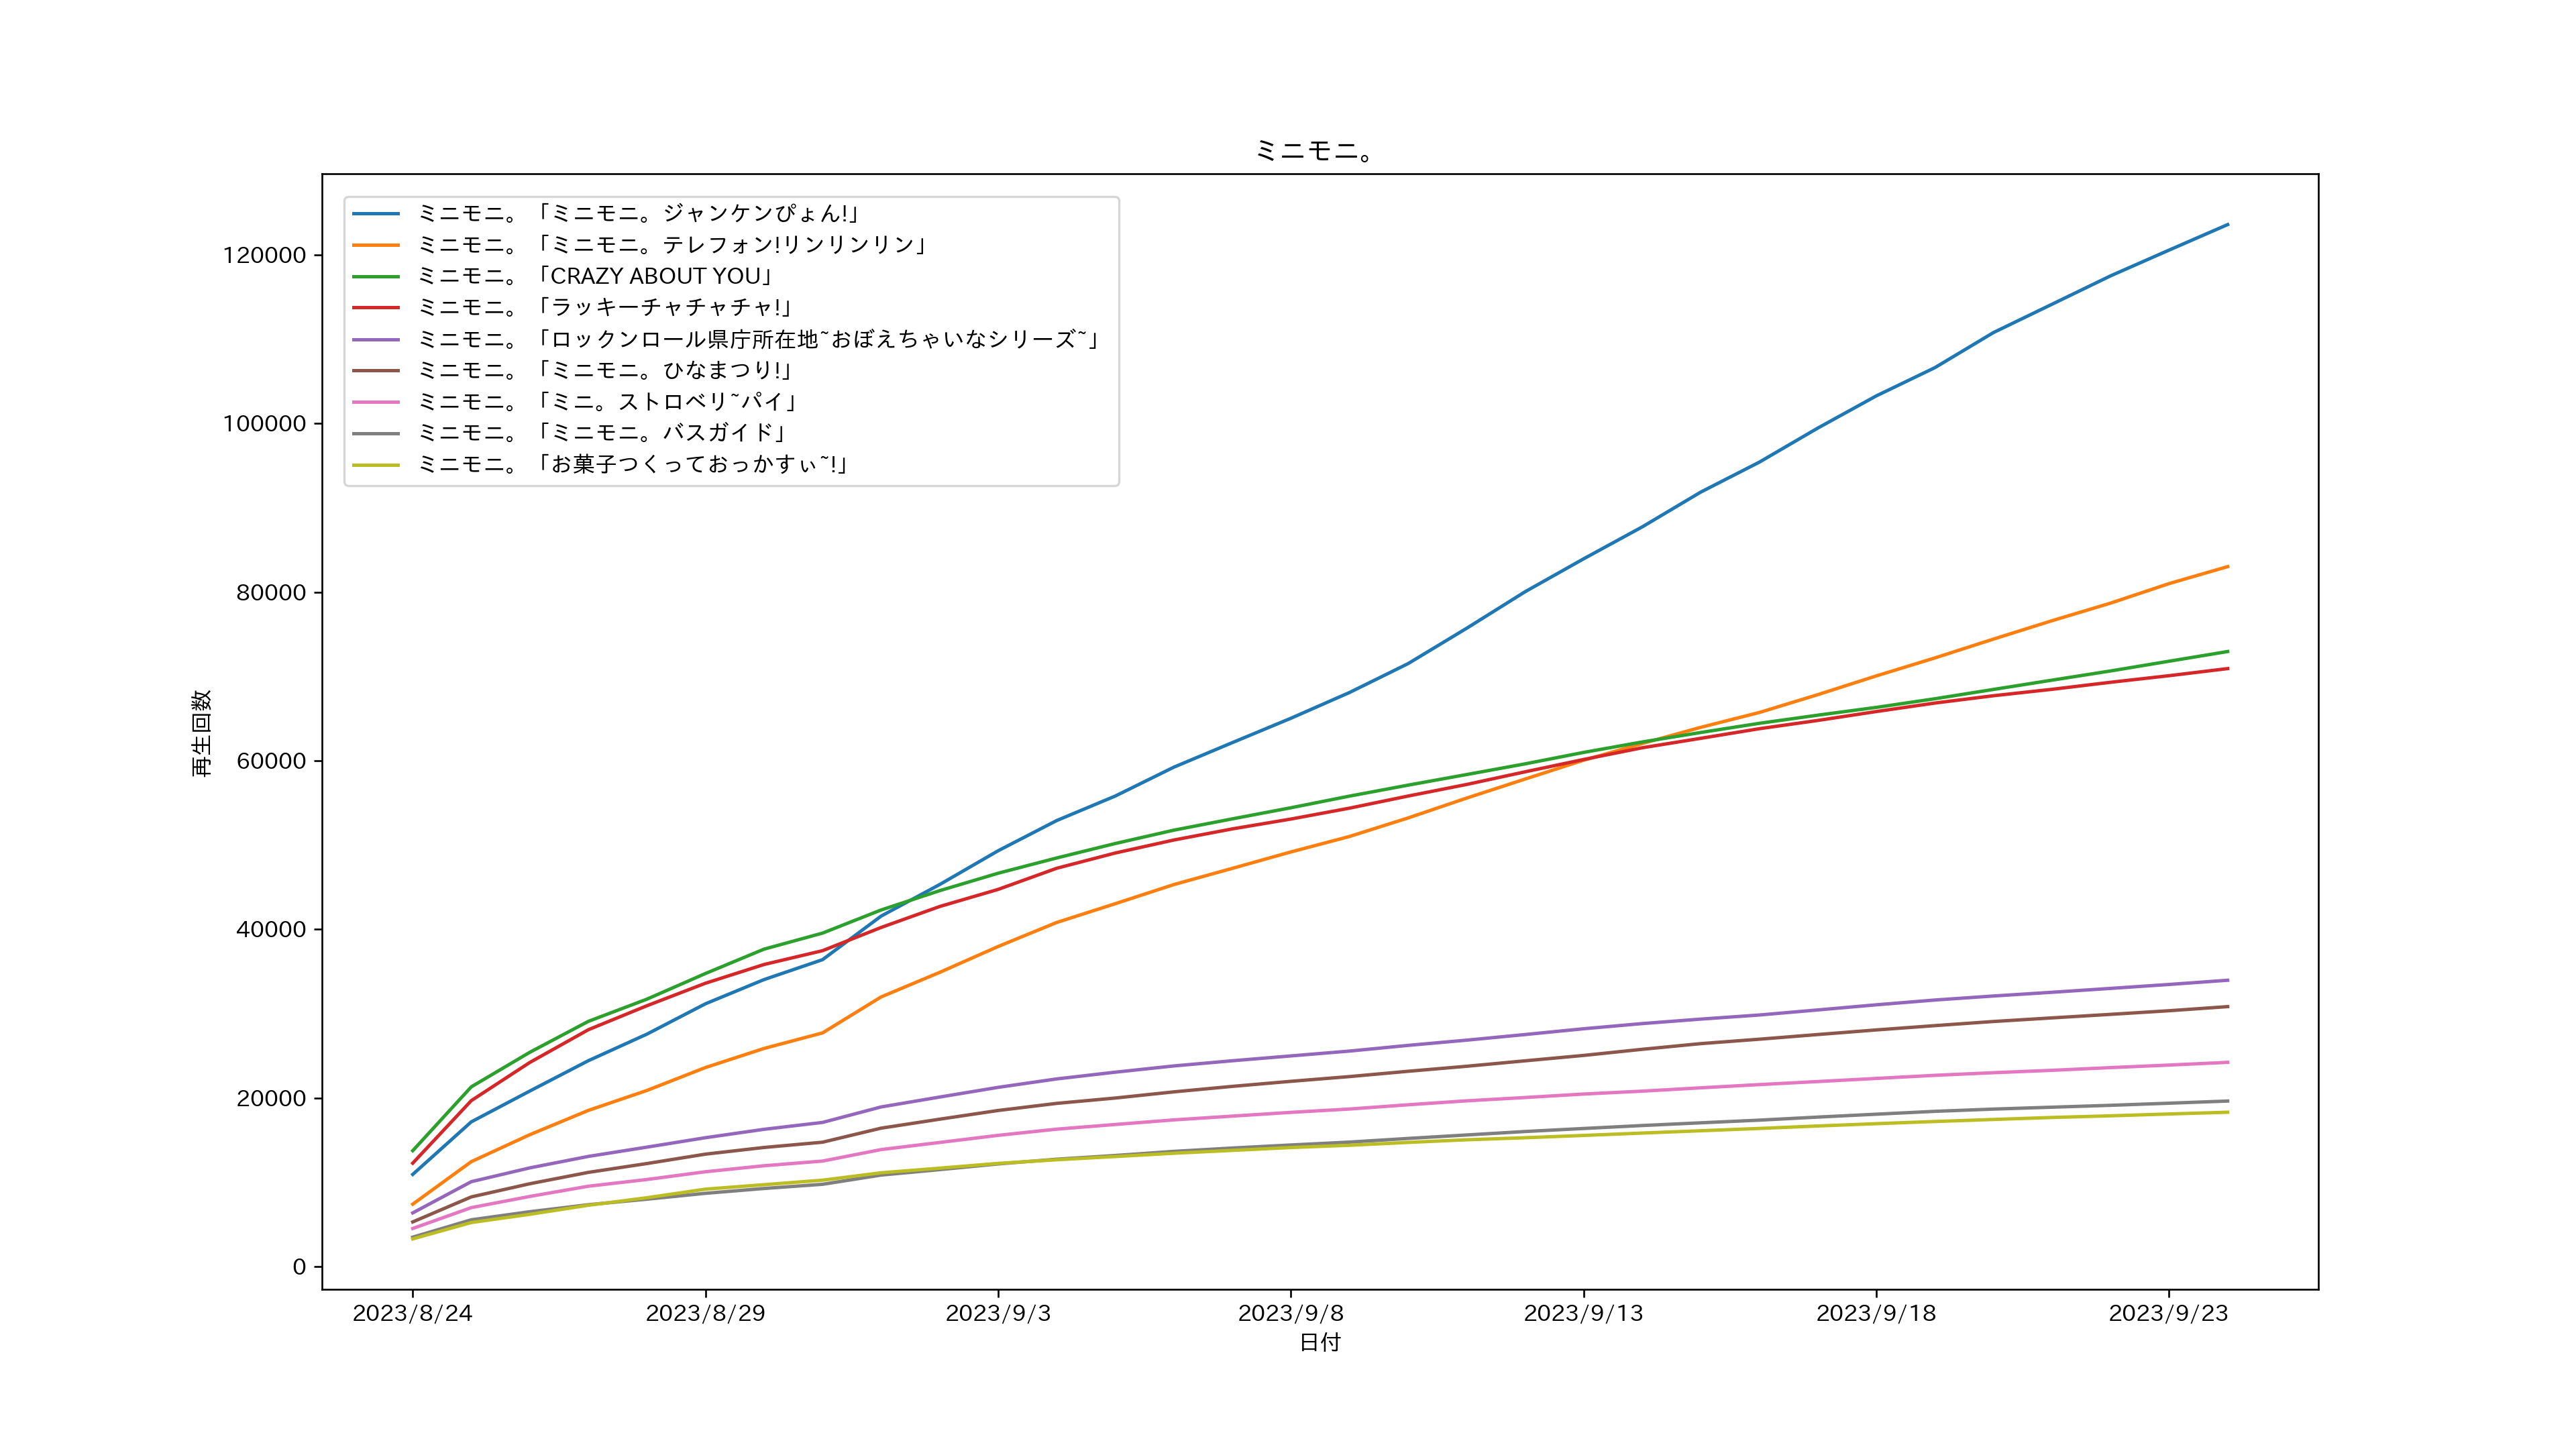 ミニモニ。
ミニモニ。「ミニモニ。ジャンケンぴょん!」
ミニモニ。「ミニモニ。テレフォン!リンリンリン」
ミニモニ。「CRAZY ABOUT YOU」
ミニモニ。「ラッキーチャチャチャ!」
ミニモニ。「ロックンロール県庁所在地~おぼえちゃいなシリーズ~」
ミニモニ。「ミニモニ。ひなまつり!」
ミニモニ。「ミニ。ストロベリ~パイ」
ミニモニ。「ミニモニ。バスガイド」
ミニモニ。「お菓子つくっておっかすぃ~!」
120000
100000
80000
60000
40000
20000
0
再生回数
2023/8/24 2023/8/29 2023/9/3 2023/9/8 2023/9/13 2023/9/18 2023/9/23
日付